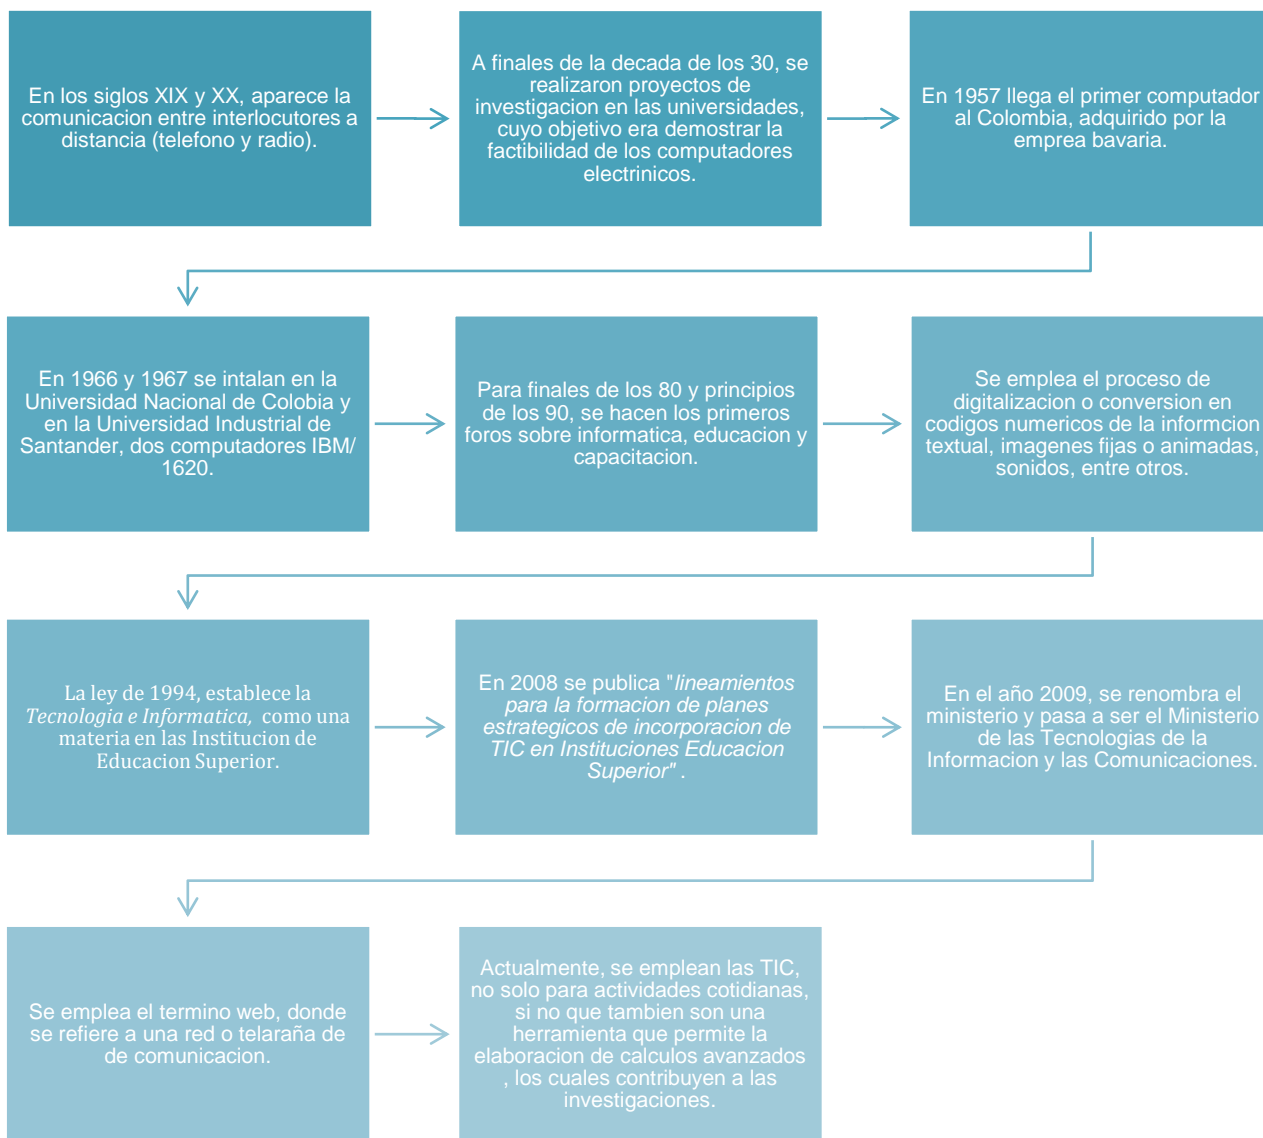 En los siglos XIX y XX, aparece la
comunicacion entre interlocutores a
distancia (telefono y radio).
A finales de la decada de los 30, se
realizaron proyectos de
investigacion en las universidades,
cuyo objetivo era demostrar la
factibilidad de los computadores
electrinicos.
En 1957 llega el primer computador
al Colombia, adquirido por la
emprea bavaria.
En 1966 y 1967 se intalan en la
Universidad Nacional de Colobia y
en la Universidad Industrial de
Santander, dos computadores IBM/
1620.
Para finales de los 80 y principios
de los 90, se hacen los primeros
foros sobre informatica, educacion y
capacitacion.
Se emplea el proceso de
digitalizacion o conversion en
codigos numericos de la informcion
textual, imagenes fijas o animadas,
sonidos, entre otros.
La ley de 1994, establece la
Tecnologia e Informatica, como una
materia en las Institucion de
Educacion Superior.
En 2008 se publica "lineamientos
para la formacion de planes
estrategicos de incorporacion de
TIC en Instituciones Educacion
Superior" .
En el año 2009, se renombra el
ministerio y pasa a ser el Ministerio
de las Tecnologias de la
Informacion y las Comunicaciones.
Se emplea el termino web, donde
se refiere a una red o telaraña de
de comunicacion.
Actualmente, se emplean las TIC,
no solo para actividades cotidianas,
si no que tambien son una
herramienta que permite la
elaboracion de calculos avanzados
, los cuales contribuyen a las
investigaciones.